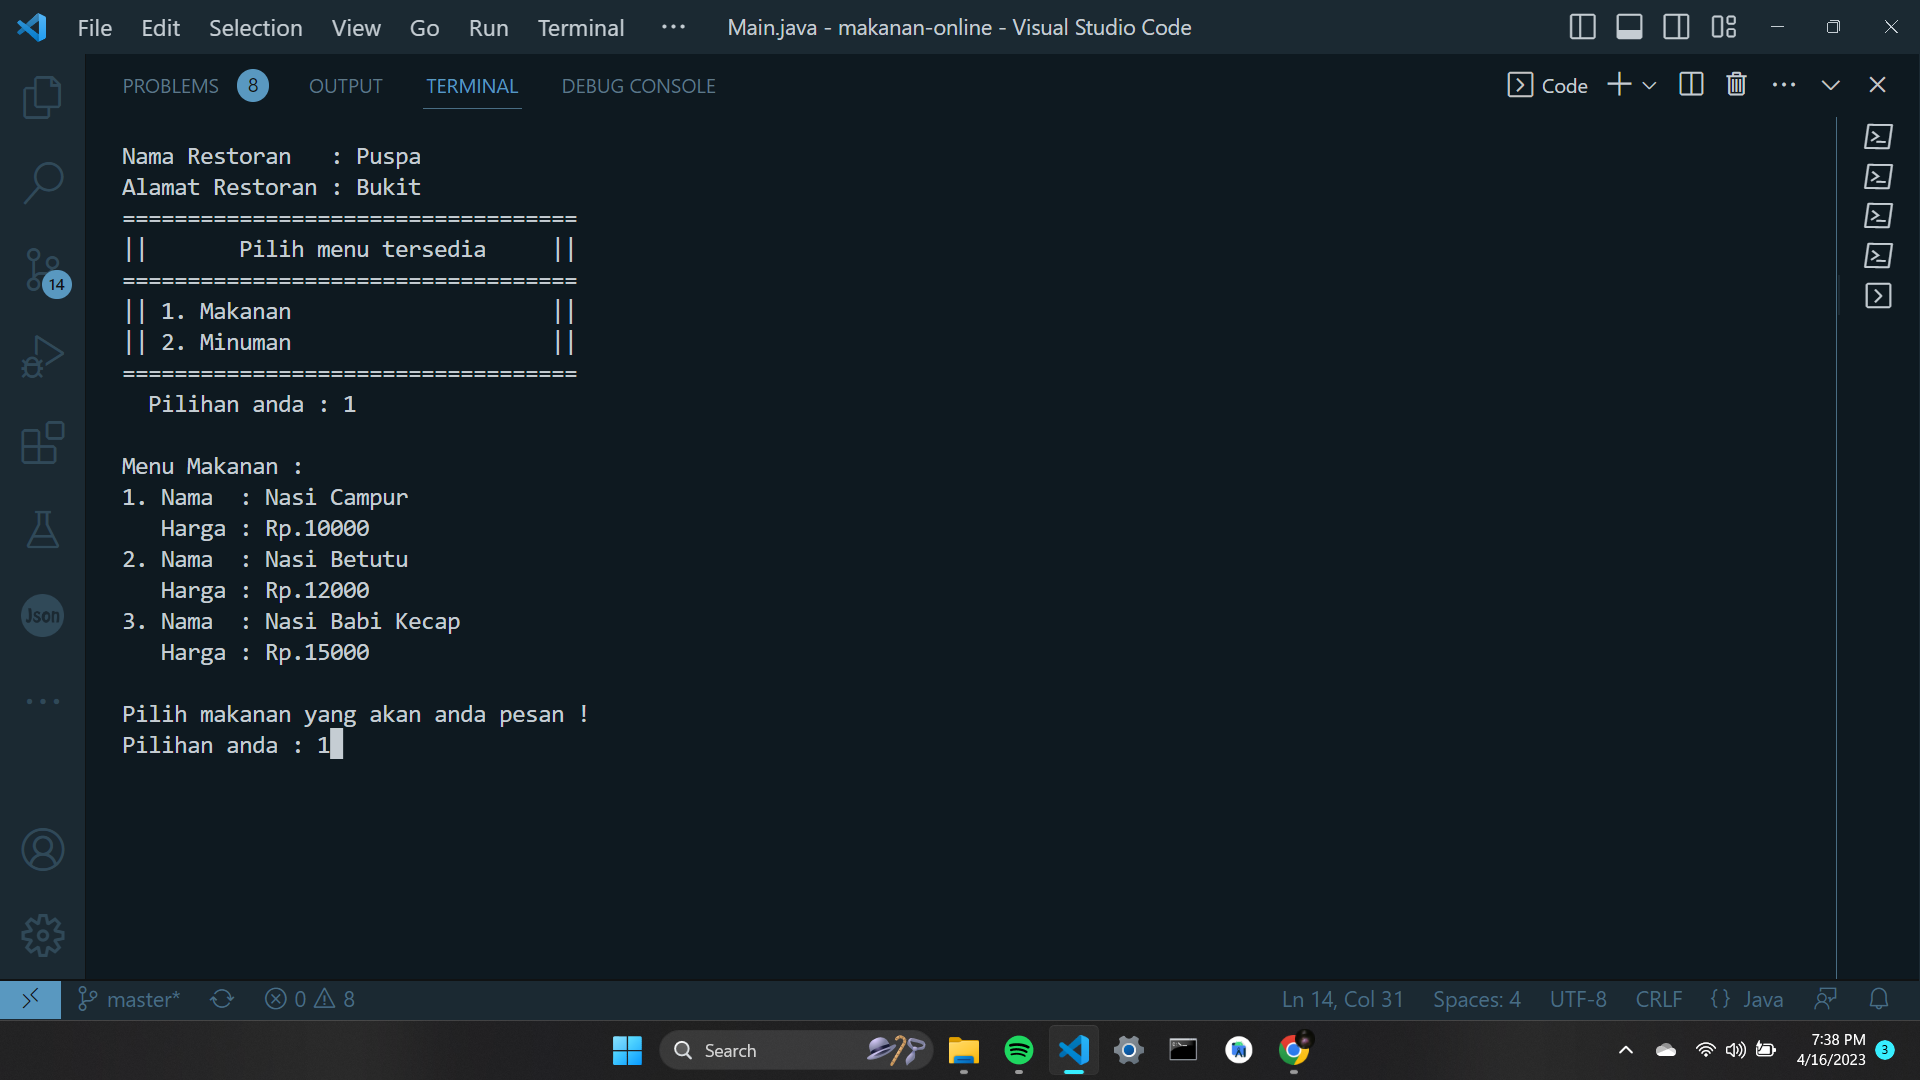 File Edit Selection View Go Run Terminal ··· Main.java - makanan-online - Visual Studio Code
PROBLEMS 8 OUTPUT TERMINAL DEBUG CONSOLE Code
Nama Restoran   : Puspa
Alamat Restoran : Bukit
===================================
||       Pilih menu tersedia     ||
===================================
|| 1. Makanan                    ||
|| 2. Minuman                    ||
===================================
  Pilihan anda : 1
Menu Makanan :
1. Nama  : Nasi Campur
   Harga : Rp.10000
2. Nama  : Nasi Betutu
   Harga : Rp.12000
3. Nama  : Nasi Babi Kecap
   Harga : Rp.15000
Pilih makanan yang akan anda pesan !
Pilihan anda : 1
14
Json
master* 0 8 Ln 14, Col 31 Spaces: 4 UTF-8 CRLF {} Java
Search
7:38 PM
4/16/2023 3